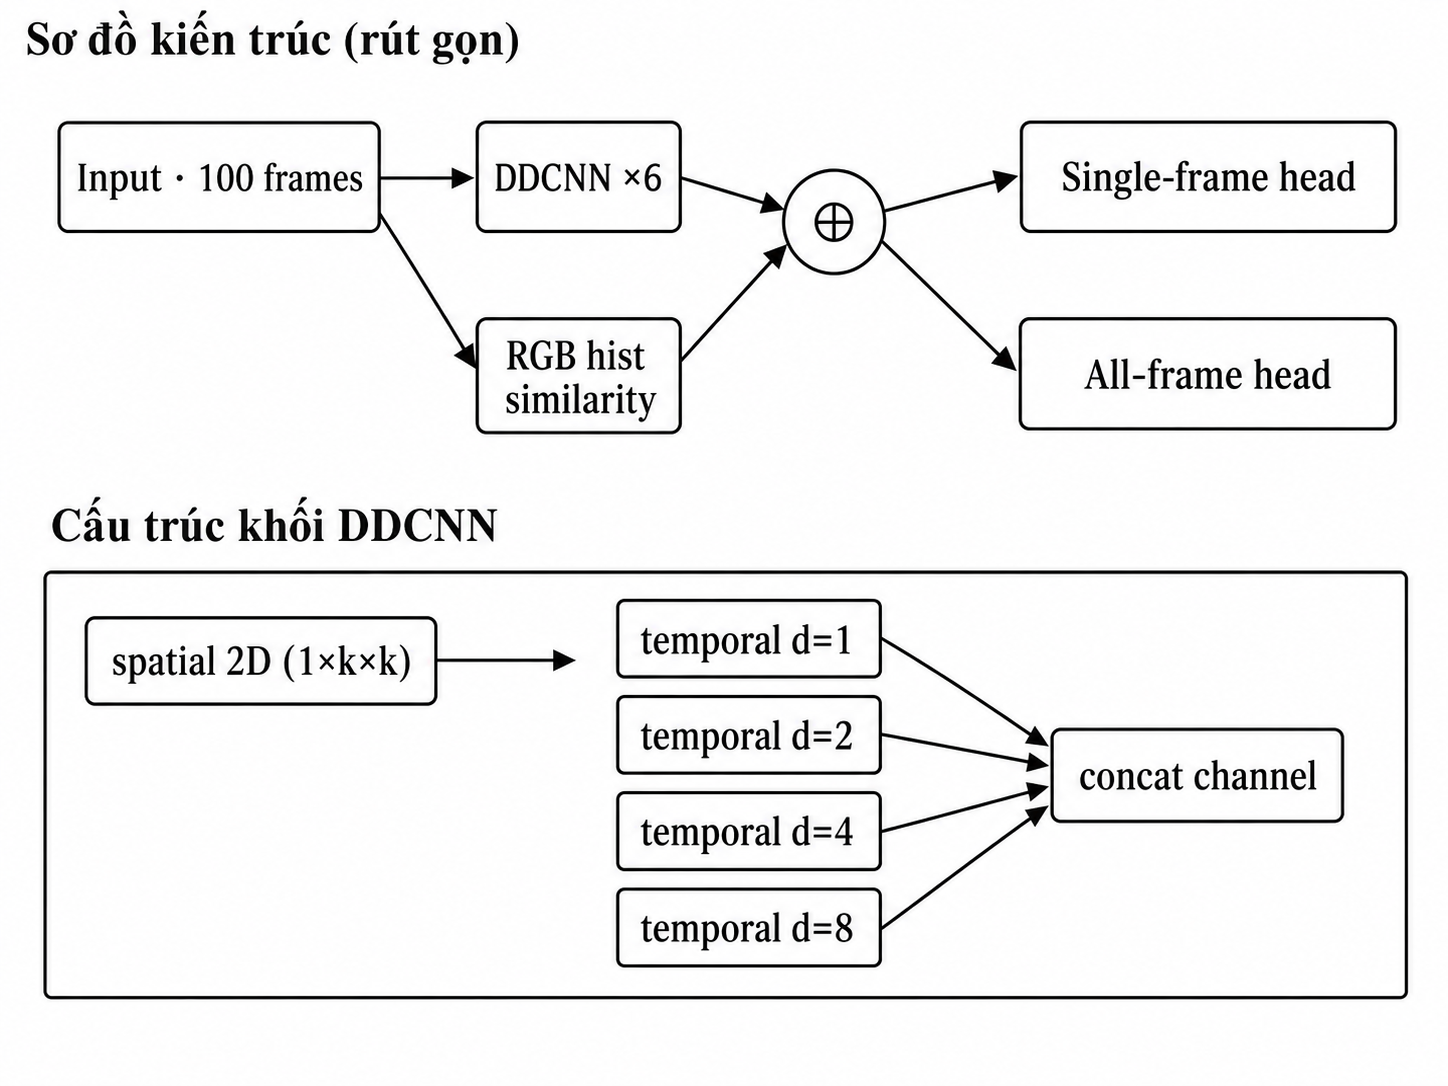 Sơ đồ kiến trúc (rút gọn)
Input · 100 frames
DDCNN ×6
⊕
Single-frame head
RGB hist
similarity
All-frame head
Cấu trúc khối DDCNN
spatial 2D (1×k×k)
temporal d=1
temporal d=2
temporal d=4
temporal d=8
concat channel